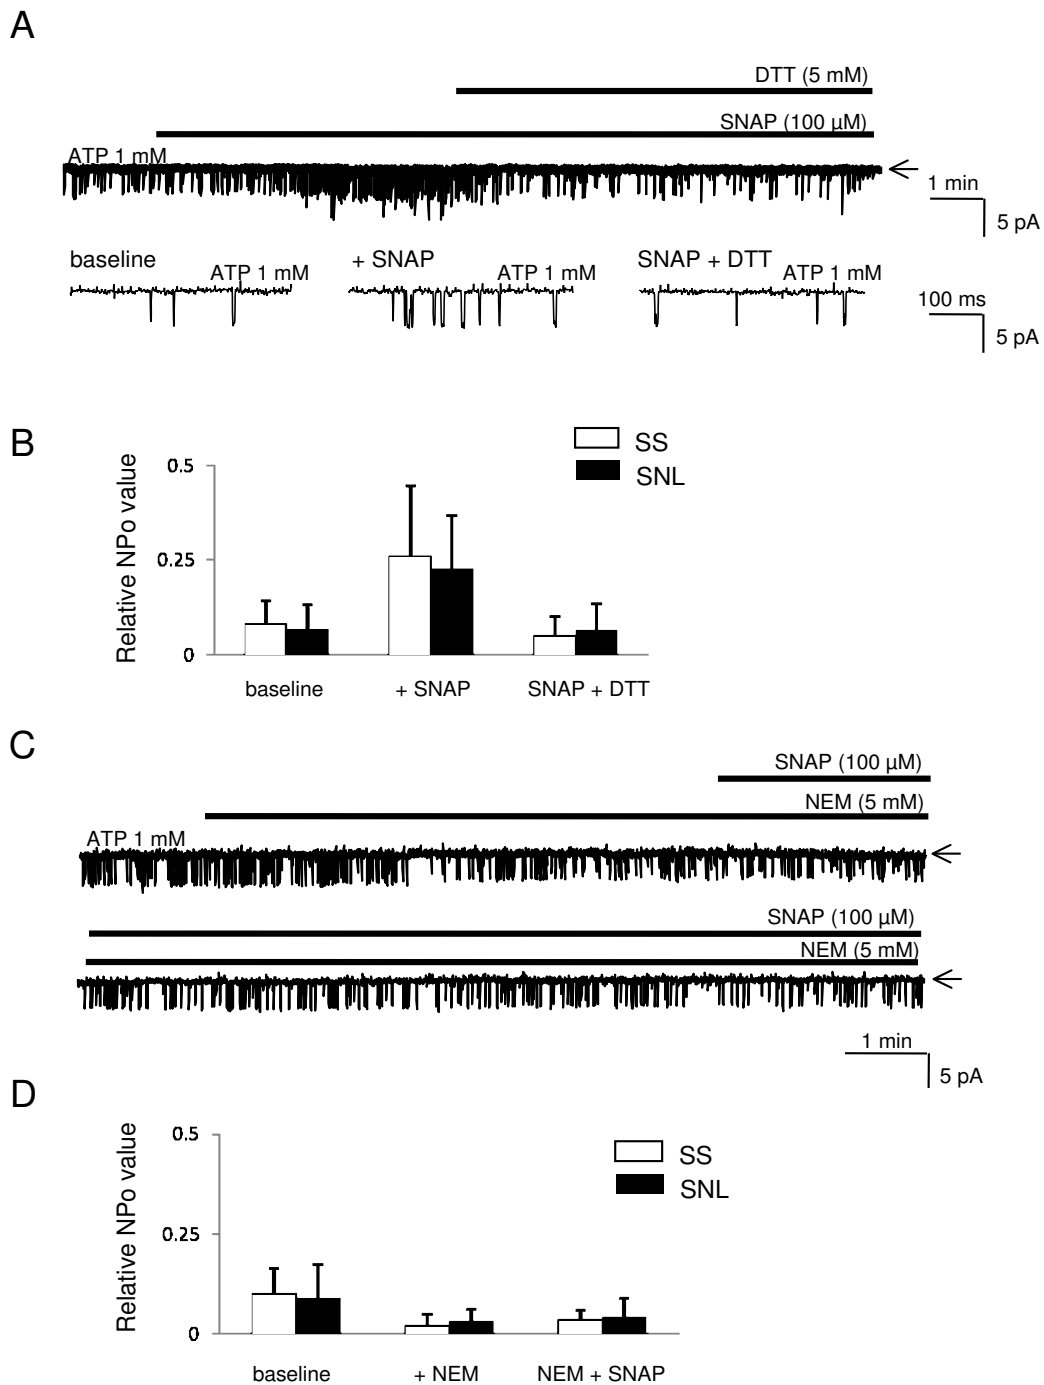 A
DTT (5 mM)
SNAP (100 µM)
ATP 1 mM
1 min
5 pA
baseline
+ SNAP
SNAP + DTT
ATP 1 mM
ATP 1 mM
ATP 1 mM
100 ms
5 pA
B
SS
SNL
Relative NPo value
0.5
0.25
0
baseline
+ SNAP
SNAP + DTT
C
SNAP (100 µM)
NEM (5 mM)
ATP 1 mM
SNAP (100 µM)
NEM (5 mM)
1 min
5 pA
D
SS
SNL
Relative NPo value
0.5
0.25
0
baseline
+ NEM
NEM + SNAP